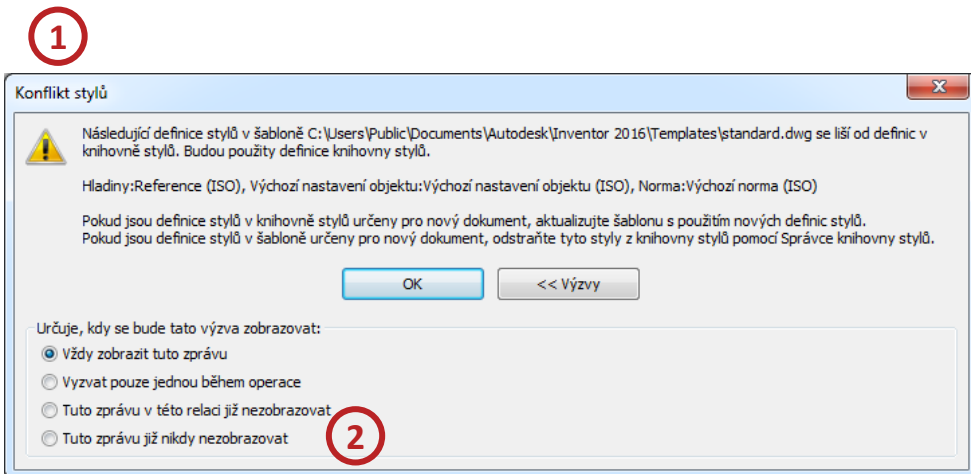 1
Konflikt stylů
Následující definice stylů v šabloně C:\Users\Public\Documents\Autodesk\Inventor 2016\Templates\standard.dwg se liší od definic v
knihovně stylů. Budou použity definice knihovny stylů.
Hladiny:Reference (ISO), Výchozí nastavení objektu:Výchozí nastavení objektu (ISO), Norma:Výchozí norma (ISO)
Pokud jsou definice stylů v knihovně stylů určeny pro nový dokument, aktualizujte šablonu s použitím nových definic stylů.
Pokud jsou definice stylů v šabloně určeny pro nový dokument, odstraňte tyto styly z knihovny stylů pomocí Správce knihovny stylů.
OK
<< Výzvy
Určuje, kdy se bude tato výzva zobrazovat:
Vždy zobrazit tuto zprávu
Vyzvat pouze jednou během operace
Tuto zprávu v této relaci již nezobrazovat
Tuto zprávu již nikdy nezobrazovat
2